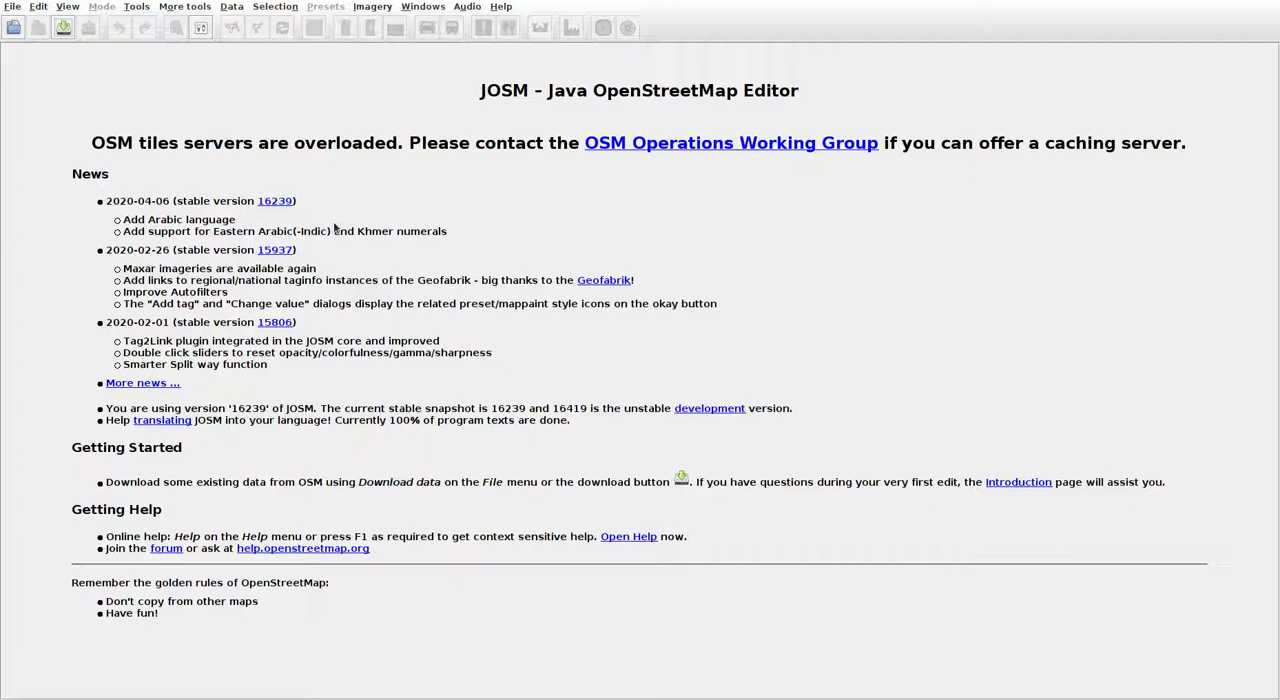 File Edit View Mode Tools More tools Data Selection Presets Imagery Windows Audio Help
JOSM – Java OpenStreetMap Editor
OSM tiles servers are overloaded. Please contact the OSM Operations Working Group if you can offer a caching server.
News
2020-04-06 (stable version 16239)
Add Arabic language
Add support for Eastern Arabic(-Indic) and Khmer numerals
2020-02-26 (stable version 15937)
Maxar imageries are available again
Add links to regional/national taginfo instances of the Geofabrik - big thanks to the Geofabrik!
Improve Autofilters
The "Add tag" and "Change value" dialogs display the related preset/mappaint style icons on the okay button
2020-02-01 (stable version 15806)
Tag2Link plugin integrated in the JOSM core and improved
Double click sliders to reset opacity/colorfulness/gamma/sharpness
Smarter Split way function
More news ...
You are using version '16239' of JOSM. The current stable snapshot is 16239 and 16419 is the unstable development version.
Help translating JOSM into your language! Currently 100% of program texts are done.
Getting Started
Download some existing data from OSM using Download data on the File menu or the download button . If you have questions during your very first edit, the Introduction page will assist you.
Getting Help
Online help: Help on the Help menu or press F1 as required to get context sensitive help. Open Help now.
Join the forum or ask at help.openstreetmap.org
Remember the golden rules of OpenStreetMap:
Don't copy from other maps
Have fun!